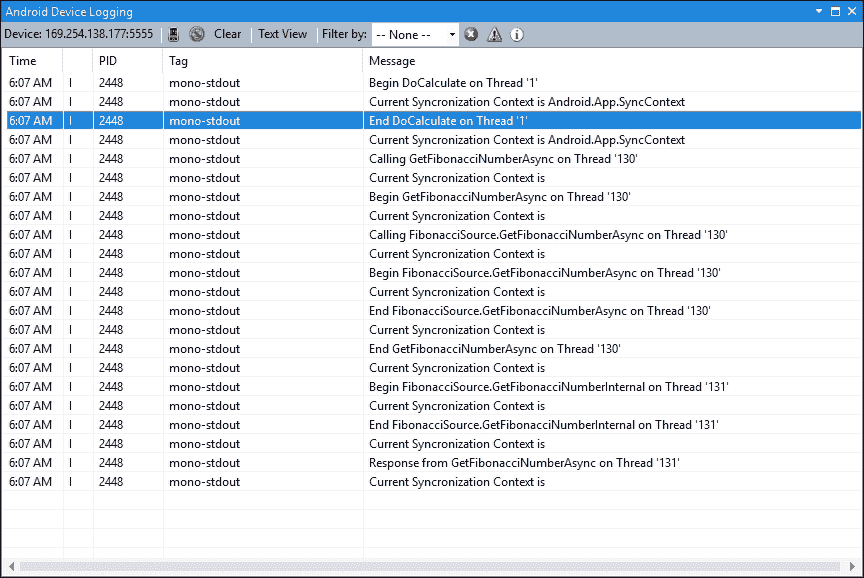 Android Device Logging
Device: 169.254.138.177:5555 Clear Text View Filter by: -- None --
Time PID Tag Message
6:07 AM I 2448 mono-stdout Begin DoCalculate on Thread '1'
6:07 AM I 2448 mono-stdout Current Syncronization Context is Android.App.SyncContext
6:07 AM I 2448 mono-stdout End DoCalculate on Thread '1'
6:07 AM I 2448 mono-stdout Current Syncronization Context is Android.App.SyncContext
6:07 AM I 2448 mono-stdout Calling GetFibonacciNumberAsync on Thread '130'
6:07 AM I 2448 mono-stdout Current Syncronization Context is
6:07 AM I 2448 mono-stdout Begin GetFibonacciNumberAsync on Thread '130'
6:07 AM I 2448 mono-stdout Current Syncronization Context is
6:07 AM I 2448 mono-stdout Calling FibonacciSource.GetFibonacciNumberAsync on Thread '130'
6:07 AM I 2448 mono-stdout Current Syncronization Context is
6:07 AM I 2448 mono-stdout Begin FibonacciSource.GetFibonacciNumberAsync on Thread '130'
6:07 AM I 2448 mono-stdout Current Syncronization Context is
6:07 AM I 2448 mono-stdout End FibonacciSource.GetFibonacciNumberAsync on Thread '130'
6:07 AM I 2448 mono-stdout Current Syncronization Context is
6:07 AM I 2448 mono-stdout End GetFibonacciNumberAsync on Thread '130'
6:07 AM I 2448 mono-stdout Current Syncronization Context is
6:07 AM I 2448 mono-stdout Begin FibonacciSource.GetFibonacciNumberInternal on Thread '131'
6:07 AM I 2448 mono-stdout Current Syncronization Context is
6:07 AM I 2448 mono-stdout End FibonacciSource.GetFibonacciNumberInternal on Thread '131'
6:07 AM I 2448 mono-stdout Current Syncronization Context is
6:07 AM I 2448 mono-stdout Response from GetFibonacciNumberAsync on Thread '131'
6:07 AM I 2448 mono-stdout Current Syncronization Context is